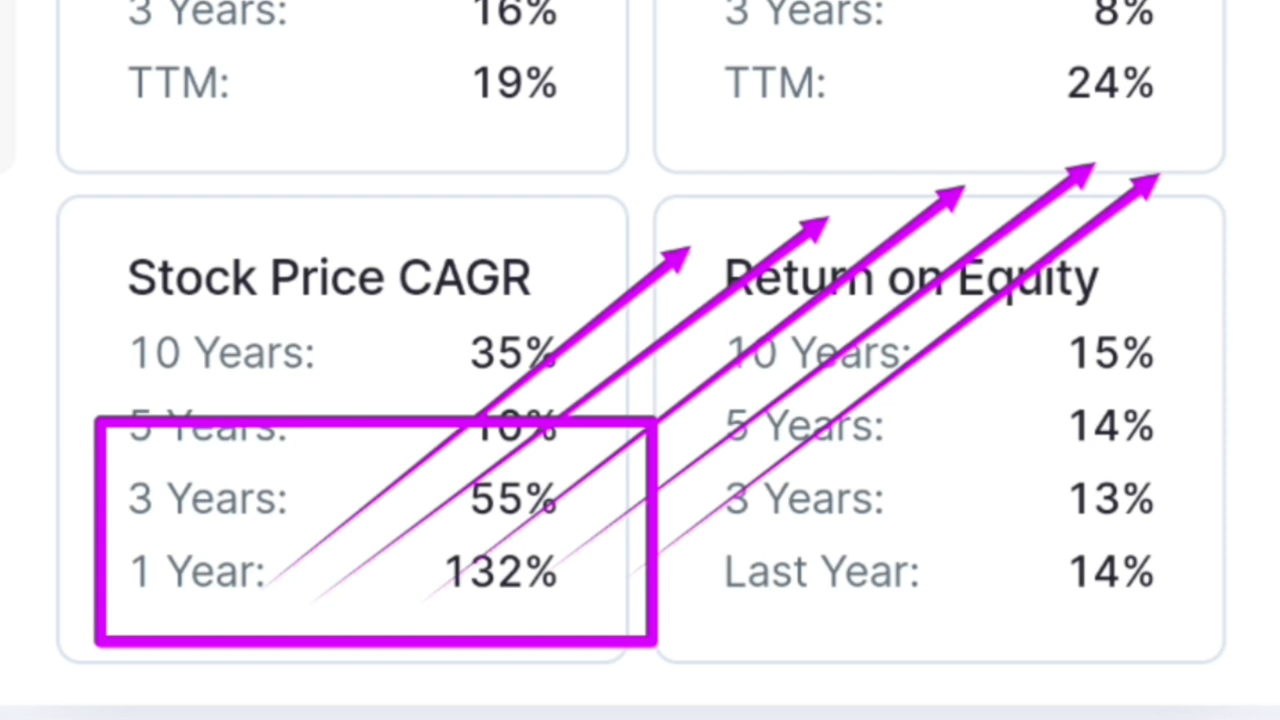 3 Years: 16%
TTM: 19%
3 Years: 8%
TTM: 24%
Stock Price CAGR
10 Years: 35%
5 Years:
3 Years: 55%
1 Year: 132%
Return on Equity
10 Years: 15%
5 Years: 14%
3 Years: 13%
Last Year: 14%